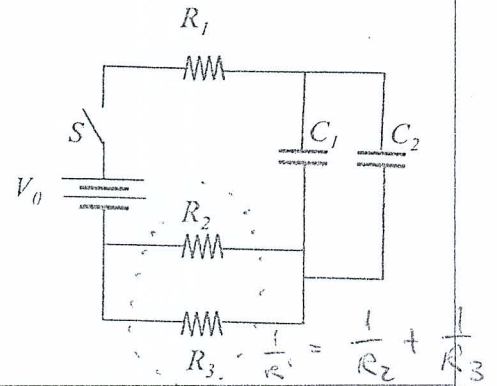 R₁
S
C₁ C₂
V₀
R₂
R₃
1/R' = 1/R₂ + 1/R₃